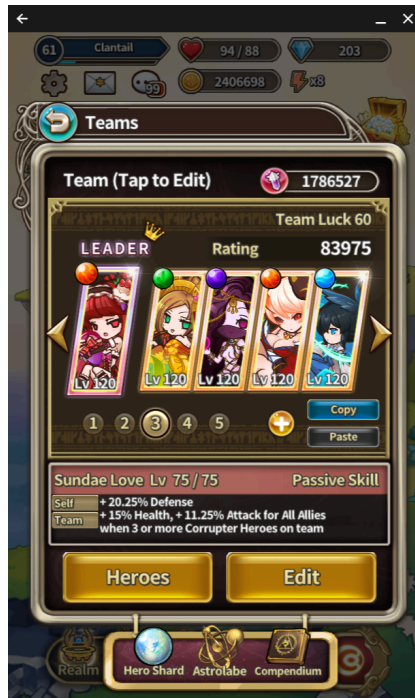 61 Clantail 94 / 88 203
99 2406698 x8
Teams
Team (Tap to Edit) 1786527
Team Luck 60
LEADER Rating 83975
Lv 120 Lv 120 Lv 120 Lv 120 Lv 120
1 2 3 4 5 Copy
Paste
Sundae Love Lv 75 / 75 Passive Skill
Self + 20.25% Defense
Team + 15% Health, + 11.25% Attack for All Allies
when 3 or more Corrupter Heroes on team
Heroes Edit
Realm Hero Shard Astrolabe Compendium